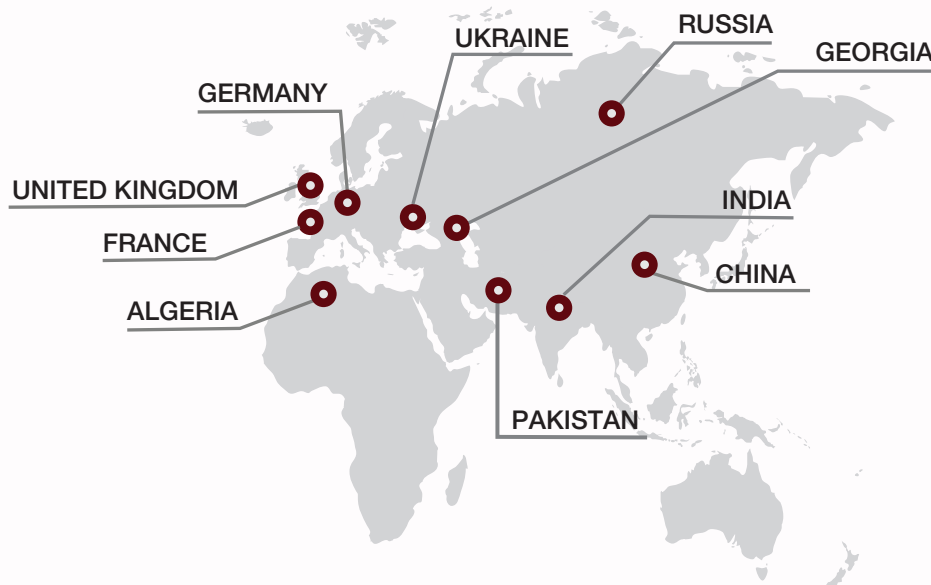 RUSSIA
UKRAINE
GEORGIA
GERMANY
UNITED KINGDOM
INDIA
FRANCE
CHINA
ALGERIA
PAKISTAN